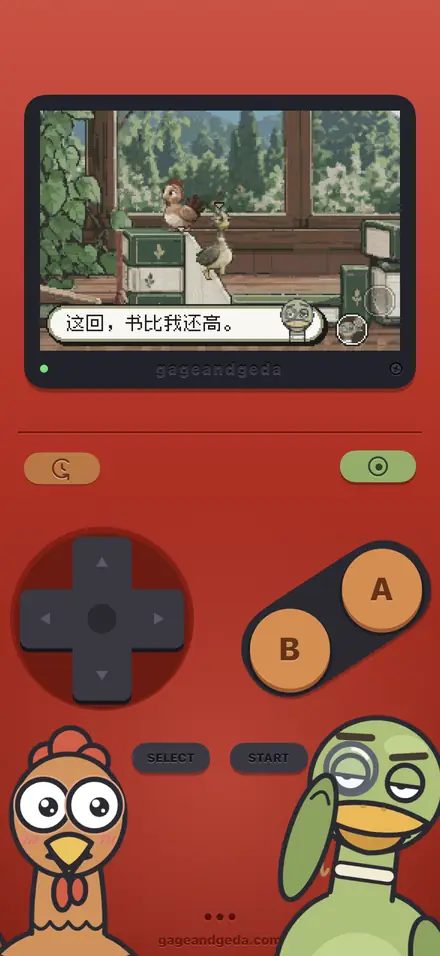 这回，书比我还高。
gageandgeda
A
B
SELECT
START
gageandgeda.com